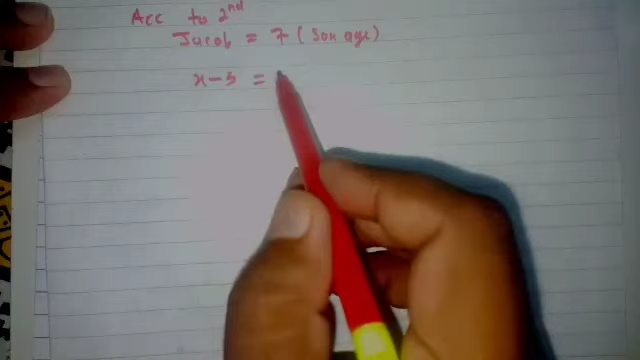 Acc to 2nd
Jacob = 7 (Son age)
x-5 =